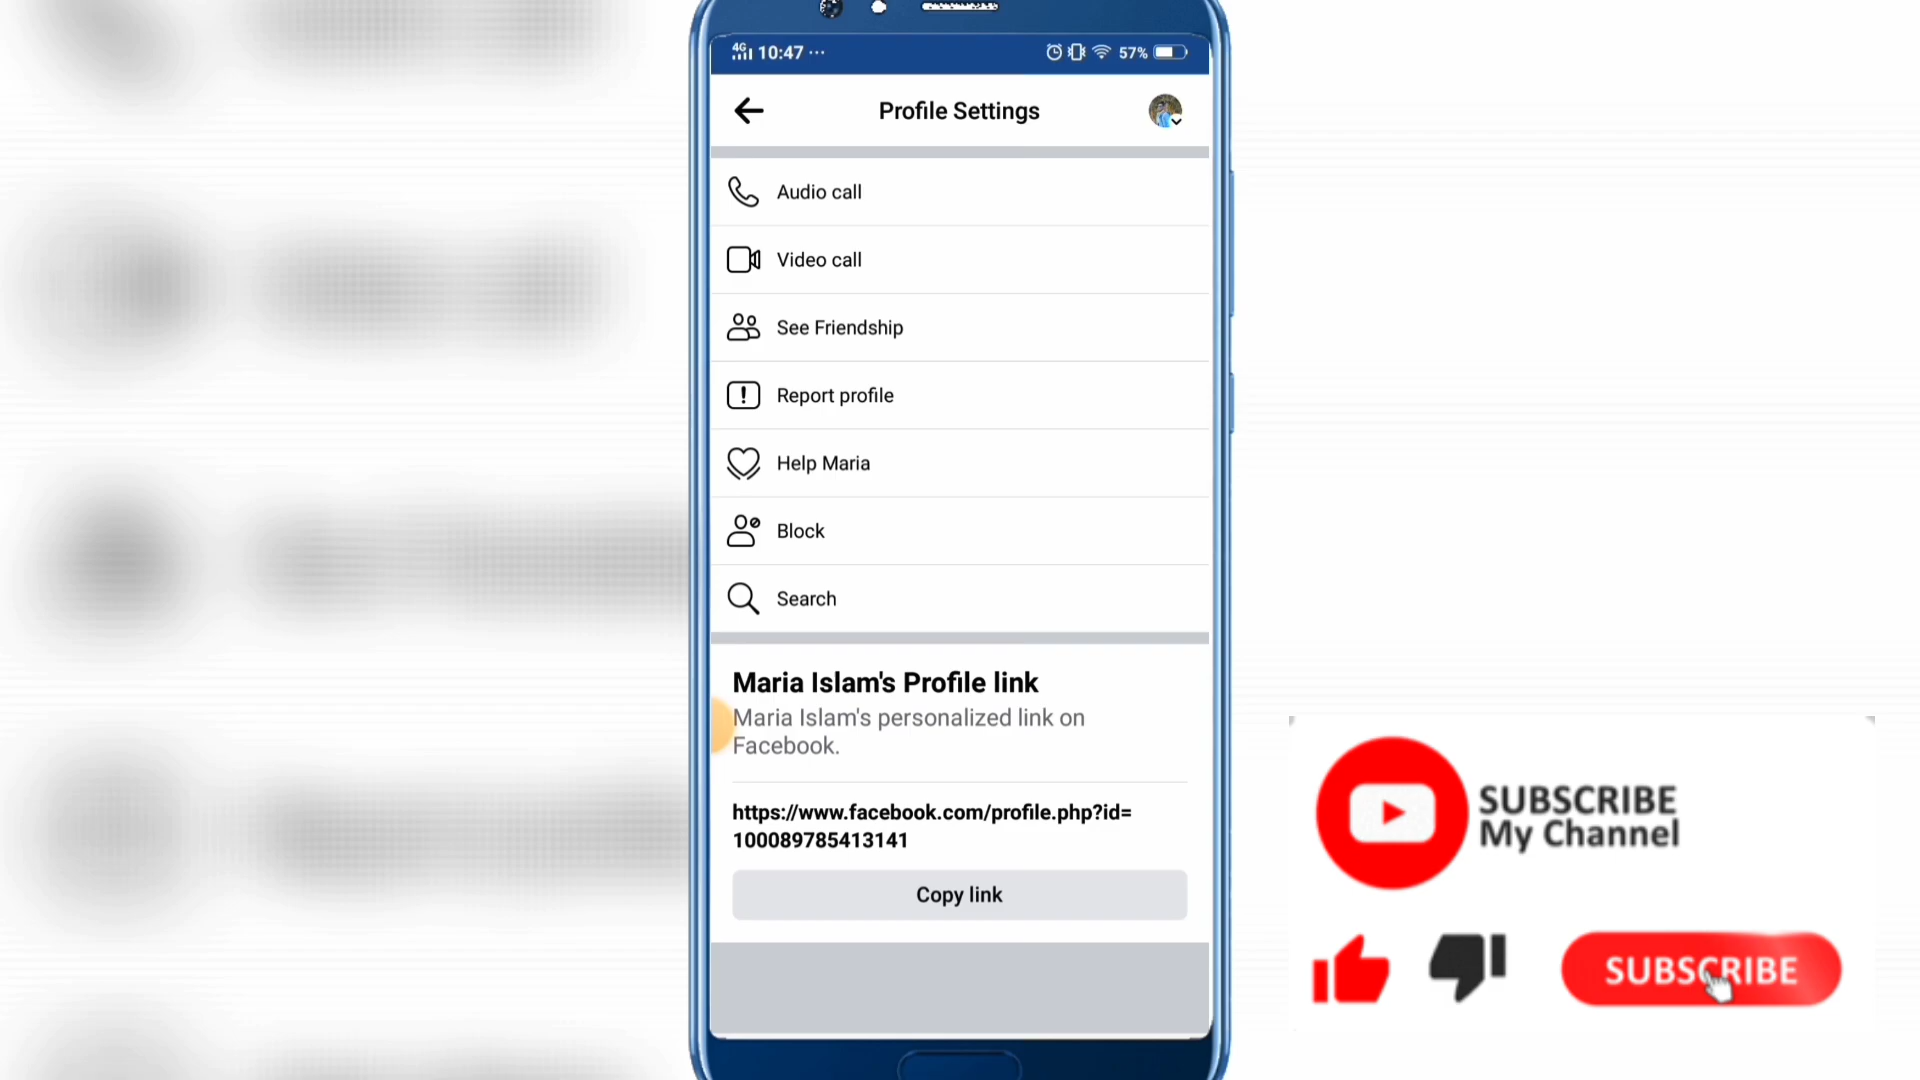 4G 10:47 ... 57%
Profile Settings
Audio call
Video call
See Friendship
Report profile
Help Maria
Block
Search
Maria Islam's Profile link
Maria Islam's personalized link on
Facebook.
https://www.facebook.com/profile.php?id=
100089785413141
Copy link
SUBSCRIBE
My Channel
SUBSCRIBE